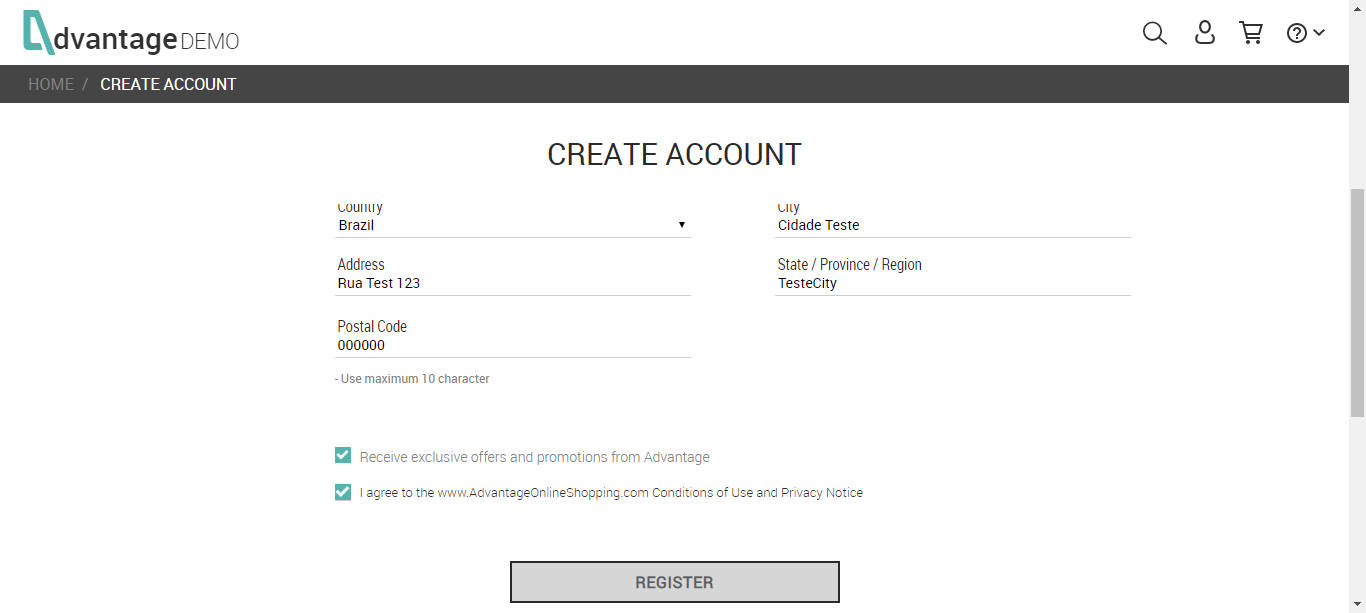 dvantage DEMO
HOME / CREATE ACCOUNT
CREATE ACCOUNT
Country
City
Brazil
Cidade Teste
Address
State / Province / Region
Rua Test 123
TesteCity
Postal Code
000000
- Use maximum 10 character
Receive exclusive offers and promotions from Advantage
I agree to the www.AdvantageOnlineShopping.com Conditions of Use and Privacy Notice
REGISTER